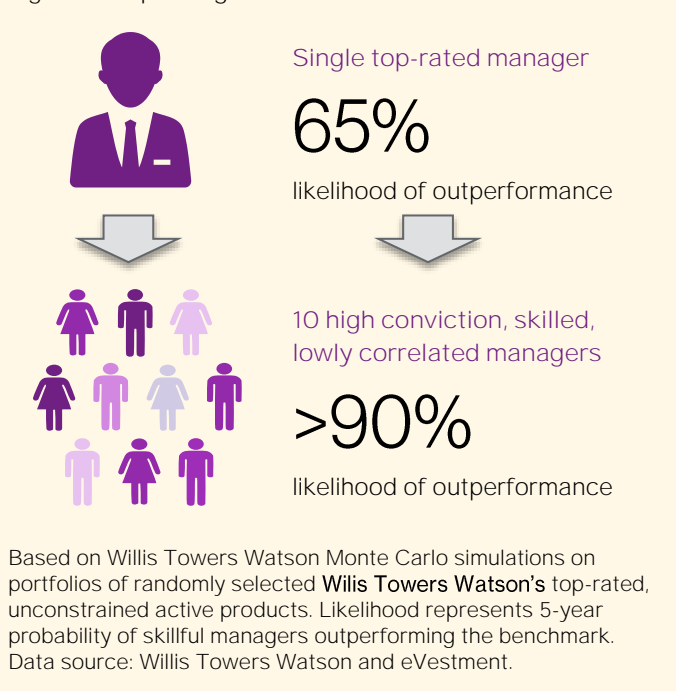 Single top-rated manager
65%
likelihood of outperformance
10 high conviction, skilled,
lowly correlated managers
>90%
likelihood of outperformance
Based on Willis Towers Watson Monte Carlo simulations on
portfolios of randomly selected Wilis Towers Watson's top-rated,
unconstrained active products. Likelihood represents 5-year
probability of skillful managers outperforming the benchmark.
Data source: Willis Towers Watson and eVestment.